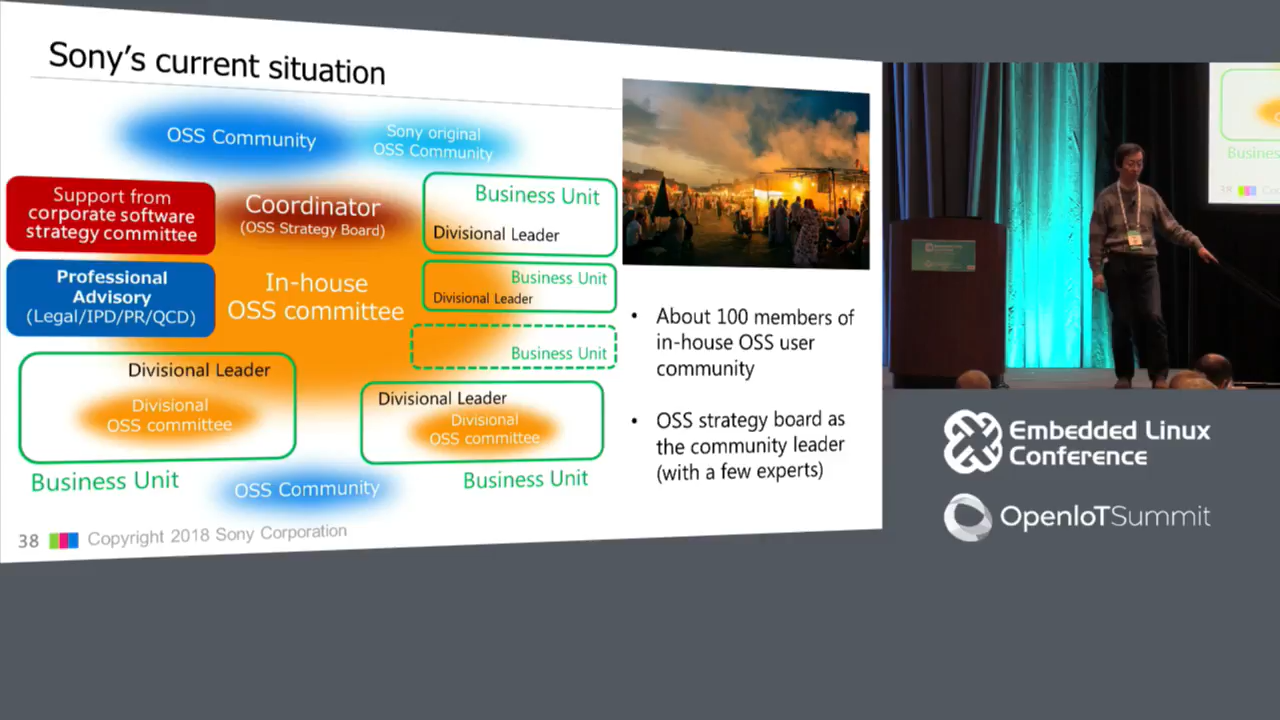 Sony's current situation
OSS Community
Sony original
OSS Community
Support from
corporate software
strategy committee
Coordinator
(OSS Strategy Board)
Business Unit
Divisional Leader
Professional
Advisory
(Legal/IPD/PR/QCD)
In-house
OSS committee
Business Unit
Divisional Leader
Business Unit
Divisional Leader
Divisional
OSS committee
Business Unit
Divisional Leader
Divisional
OSS committee
Business Unit
OSS Community
• About 100 members of
in-house OSS user
community
• OSS strategy board as
the community leader
(with a few experts)
38
Copyright 2018 Sony Corporation
Business
38
Embedded Linux
Conference
OpenIoTSummit